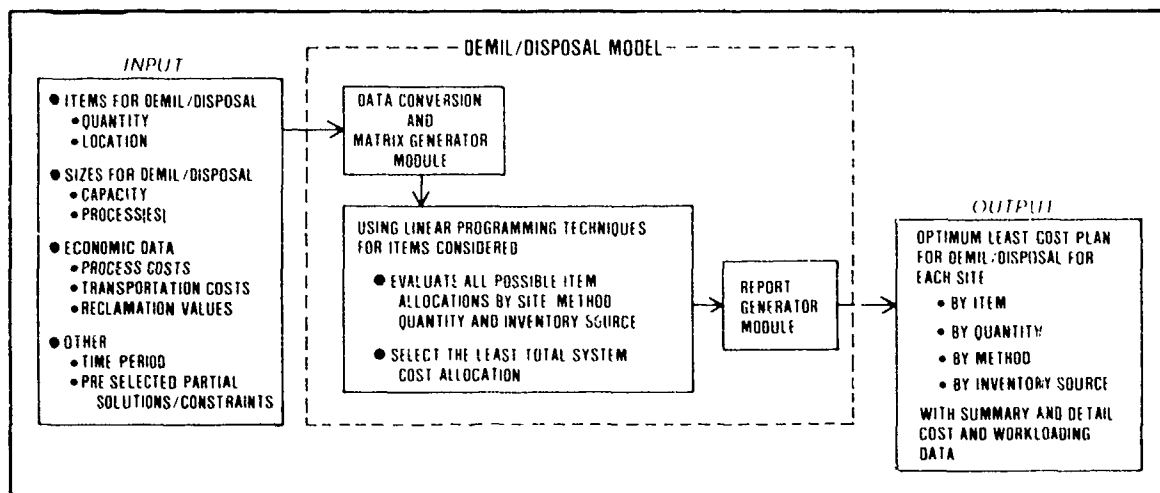 DEMIL/DISPOSAL MODEL
INPUT
● ITEMS FOR DEMIL/DISPOSAL
● QUANTITY
● LOCATION
● SIZES FOR DEMIL/DISPOSAL
● CAPACITY
● PROCESS(ES)
● ECONOMIC DATA
● PROCESS COSTS
● TRANSPORTATION COSTS
● RECLAMATION VALUES
● OTHER
● TIME PERIOD
● PRE SELECTED PARTIAL
SOLUTIONS/CONSTRAINTS
DATA CONVERSION
AND
MATRIX GENERATOR
MODULE
USING LINEAR PROGRAMMING TECHNIQUES
FOR ITEMS CONSIDERED
● EVALUATE ALL POSSIBLE ITEM
ALLOCATIONS BY SITE METHOD
QUANTITY AND INVENTORY SOURCE
● SELECT THE LEAST TOTAL SYSTEM
COST ALLOCATION
REPORT
GENERATOR
MODULE
OUTPUT
OPTIMUM LEAST COST PLAN
FOR DEMIL/DISPOSAL FOR
EACH SITE
● BY ITEM
● BY QUANTITY
● BY METHOD
● BY INVENTORY SOURCE
WITH SUMMARY AND DETAIL
COST AND WORKLOADING
DATA